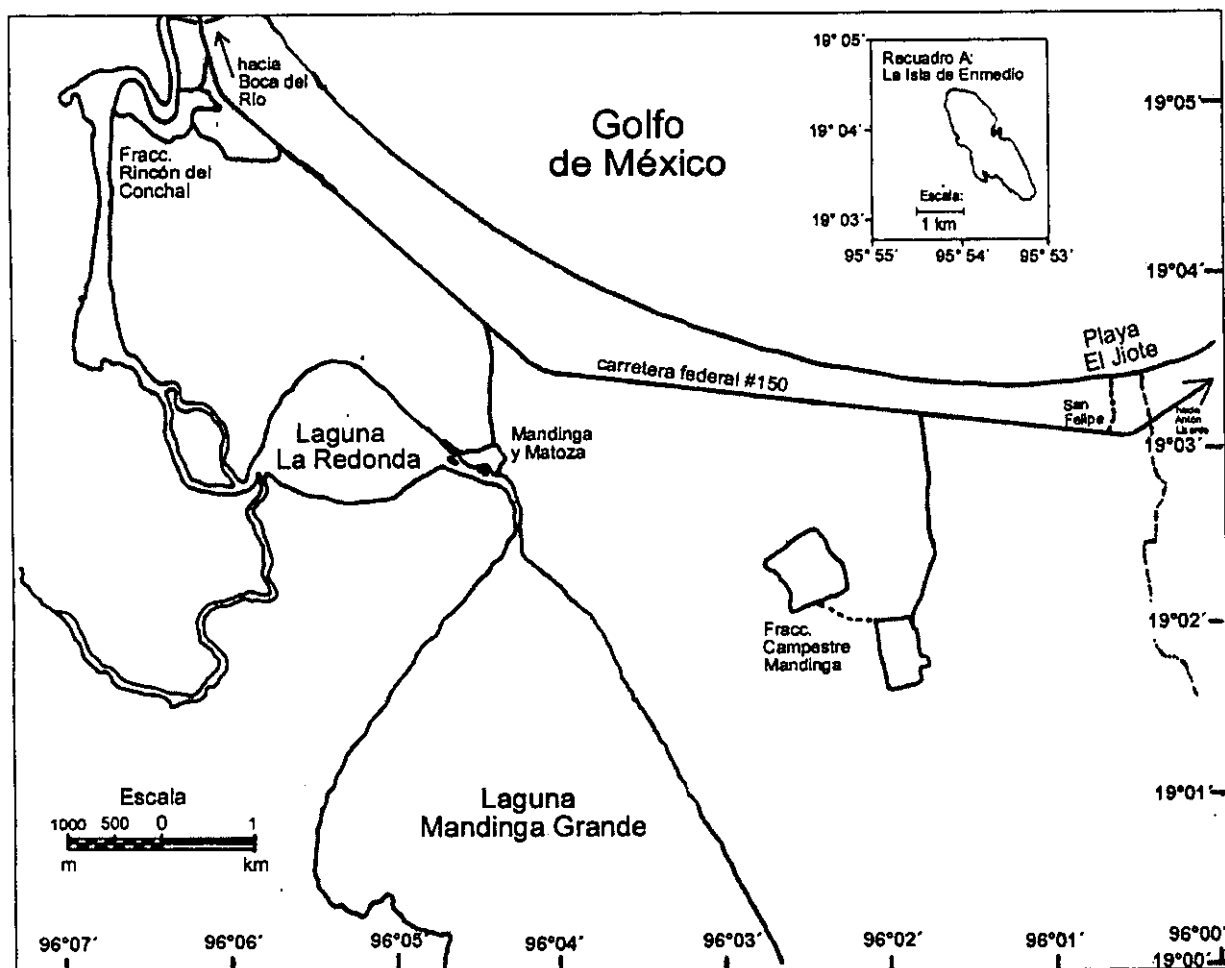 hacia
Boca del
Río
Fracc.
Rincón del
Conchal
Golfo
de México
Recuadro A:
La Isla de Enmedio
19° 05´
19° 04´
19° 03´
Escala:
1 km
95° 55´ 95° 54´ 95° 53´
19°05´
19°04´
Playa
El Jiote
carretera federal #150
San
Felipe
hacia
Antón
Lizardo
19°03´
Laguna
La Redonda
Mandinga
y Matoza
19°02´
Fracc.
Campestre
Mandinga
19°01´
Laguna
Mandinga Grande
Escala
1000 500 0 1
m km
96°07´ 96°06´ 96°05´ 96°04´ 96°03´ 96°02´ 96°01´ 96°00´
19°00´